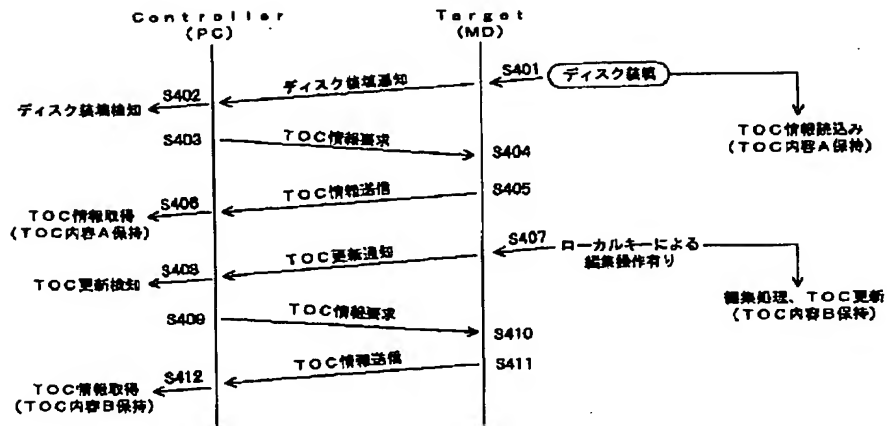 Controller
(PC)
Target
(MD)
S401
ディスク装填
ディスク装填通知
S402
ディスク装填検知
TOC情報読込み
(TOC内容A保持)
S403
TOC情報要求
S404
TOC情報送信
S405
S406
TOC情報取得
(TOC内容A保持)
S407
ローカルキーによる
編集操作有り
TOC更新通知
S408
TOC更新検知
編集処理、TOC更新
(TOC内容B保持)
S409
TOC情報要求
S410
TOC情報送信
S411
S412
TOC情報取得
(TOC内容B保持)